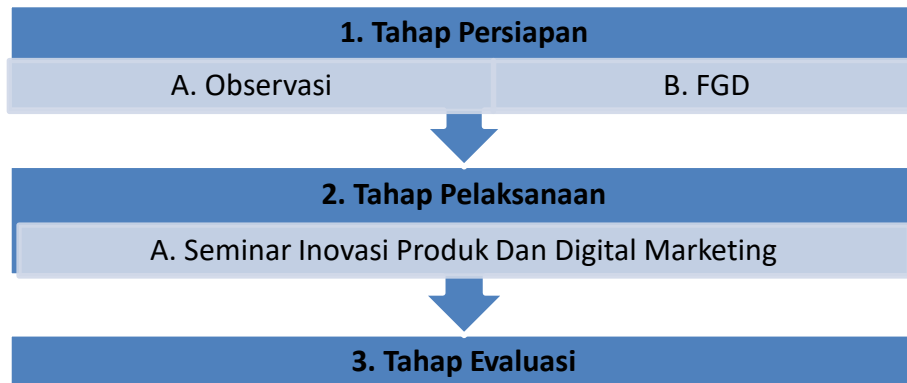 1. Tahap Persiapan
A. Observasi
B. FGD
2. Tahap Pelaksanaan
A. Seminar Inovasi Produk Dan Digital Marketing
3. Tahap Evaluasi